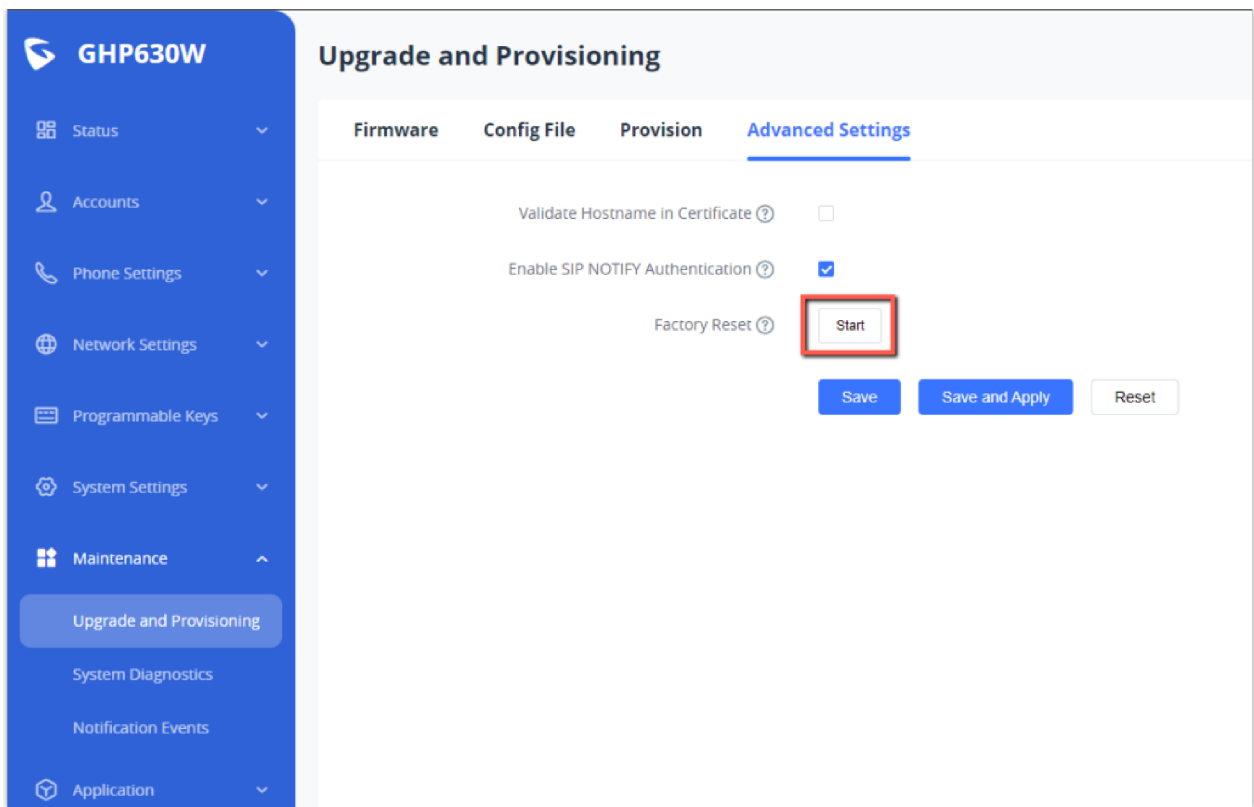 GHP630W
Status
Accounts
Phone Settings
Network Settings
Programmable Keys
System Settings
Maintenance
Upgrade and Provisioning
System Diagnostics
Notification Events
Application
Upgrade and Provisioning
Firmware Config File Provision Advanced Settings
Validate Hostname in Certificate ?
Enable SIP NOTIFY Authentication ?
Factory Reset ? Start
Save Save and Apply Reset